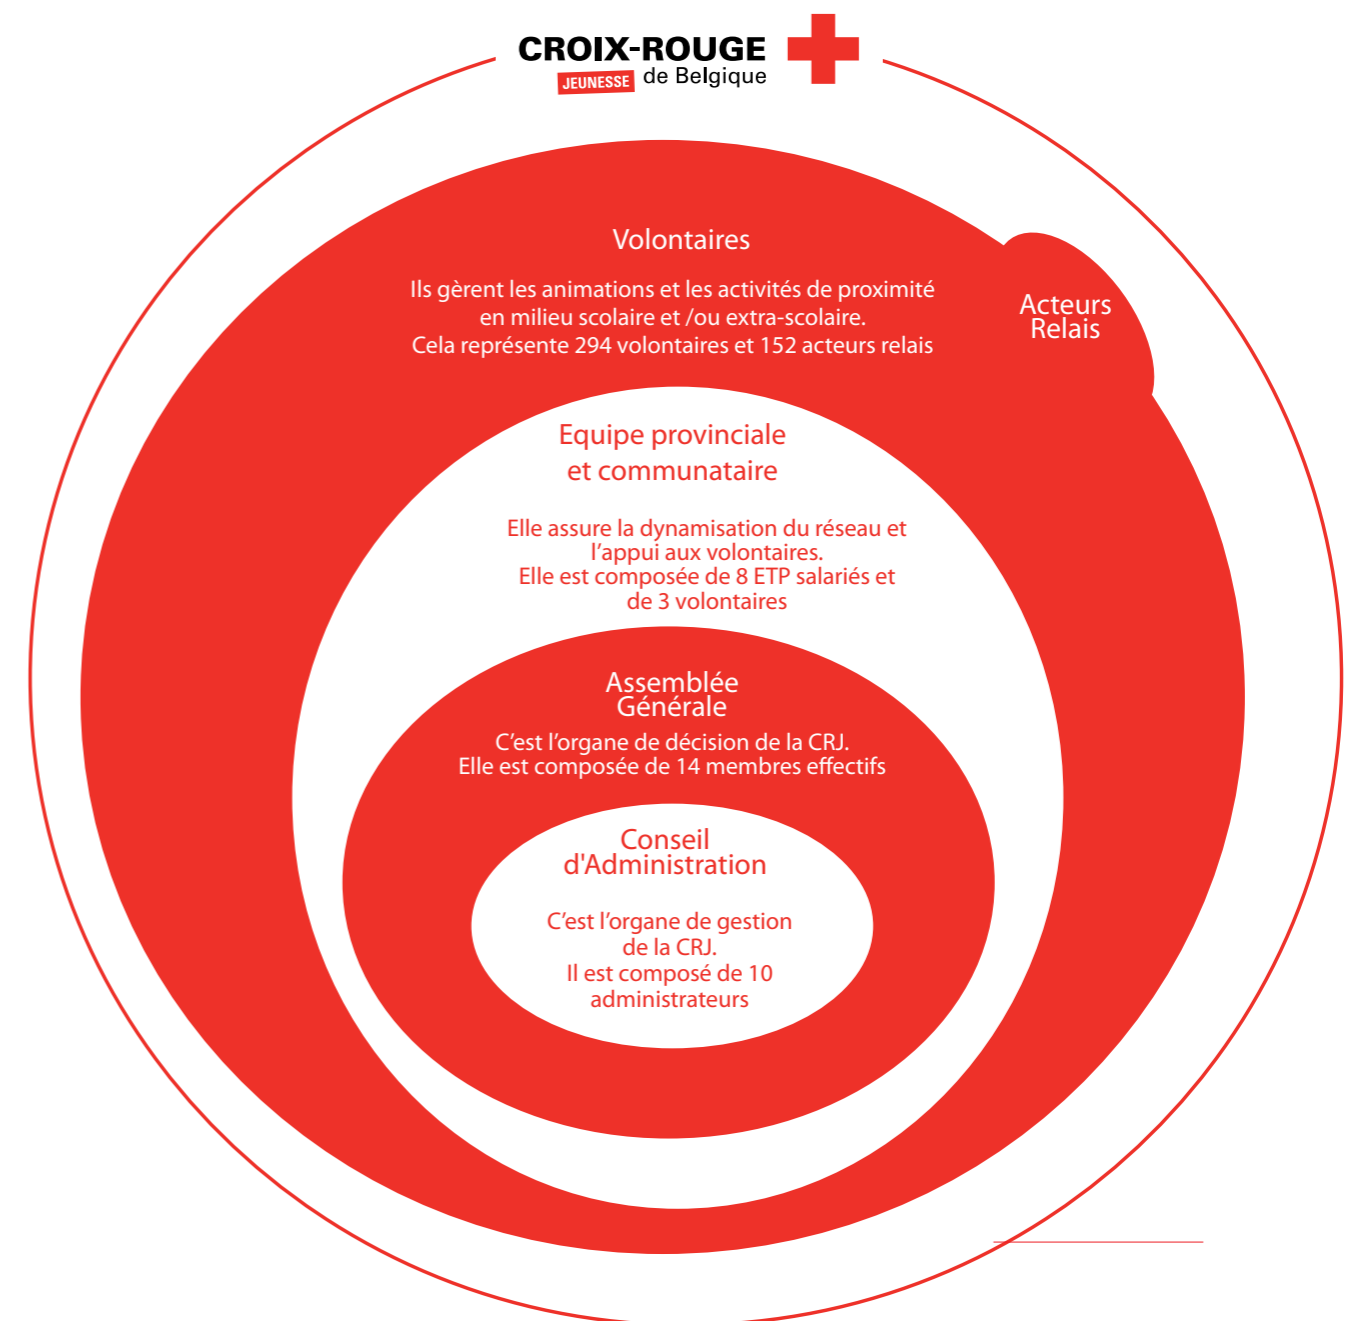 CROIX-ROUGE
JEUNESSE de Belgique
Volontaires
Ils gèrent les animations et les activités de proximité
en milieu scolaire et /ou extra-scolaire.
Cela représente 294 volontaires et 152 acteurs relais
Acteurs
Relais
Equipe provinciale
et communataire
Elle assure la dynamisation du réseau et
l’appui aux volontaires.
Elle est composée de 8 ETP salariés et
de 3 volontaires
Assemblée
Générale
C’est l’organe de décision de la CRJ.
Elle est composée de 14 membres effectifs
Conseil
d'Administration
C’est l’organe de gestion
de la CRJ.
Il est composé de 10
administrateurs